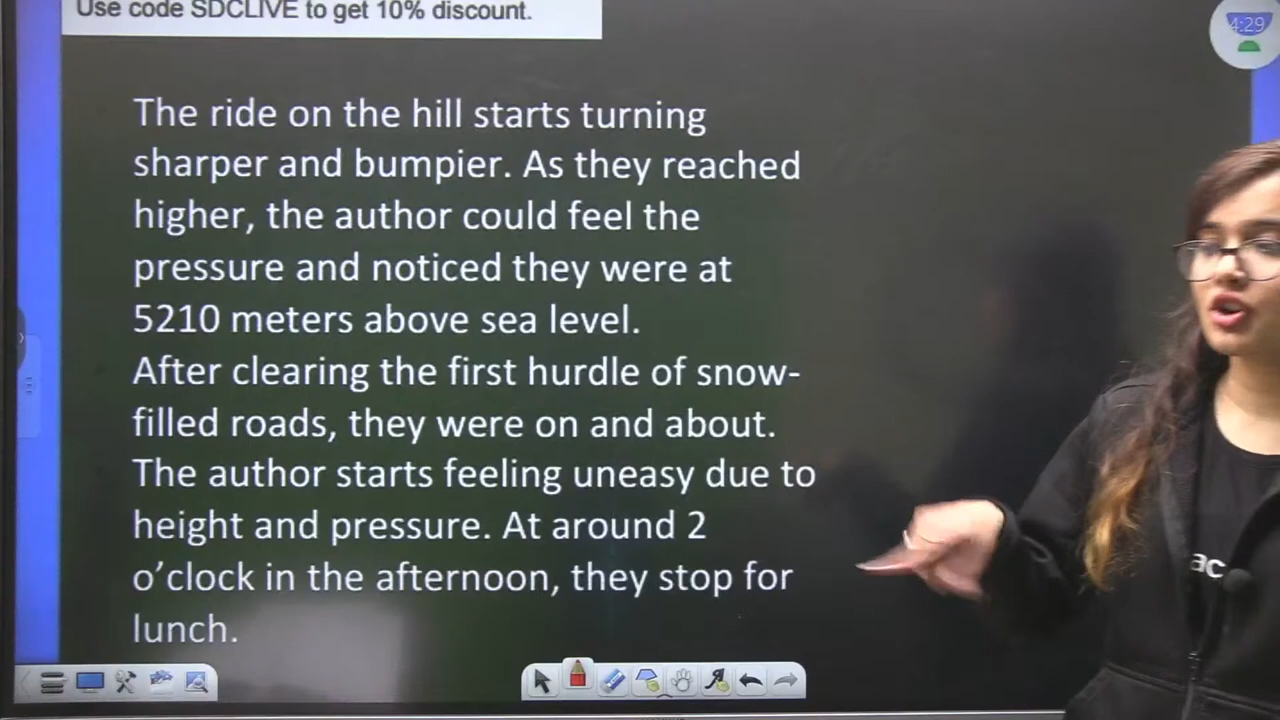 Use code SDCLIVE to get 10% discount.
4:29
The ride on the hill starts turning
sharper and bumpier. As they reached
higher, the author could feel the
pressure and noticed they were at
5210 meters above sea level.
After clearing the first hurdle of snow-
filled roads, they were on and about.
The author starts feeling uneasy due to
height and pressure. At around 2
o’clock in the afternoon, they stop for
lunch.
ac